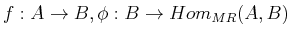 f : A → B, ϕ : B → Hom_{MR}(A, B)